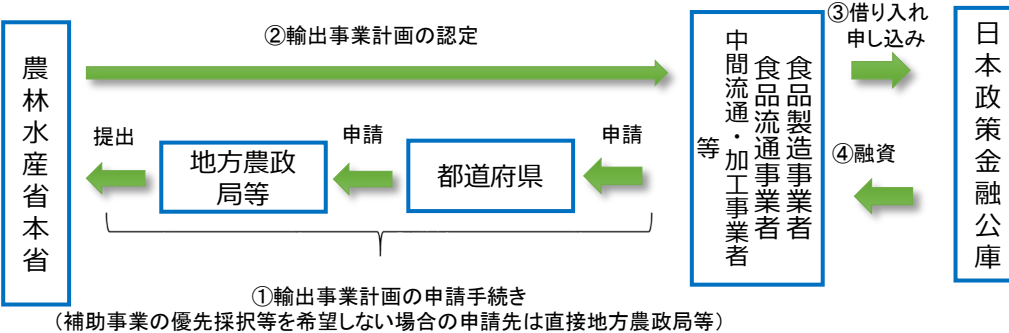 農林水産省本省
②輸出事業計画の認定
提出
地方農政
局等
申請
都道府県
申請
食品製造事業者
食品流通事業者
中間流通・加工事業者
等
③借り入れ
申し込み
④融資
日本政策金融公庫
①輸出事業計画の申請手続き
（補助事業の優先採択等を希望しない場合の申請先は直接地方農政局等）